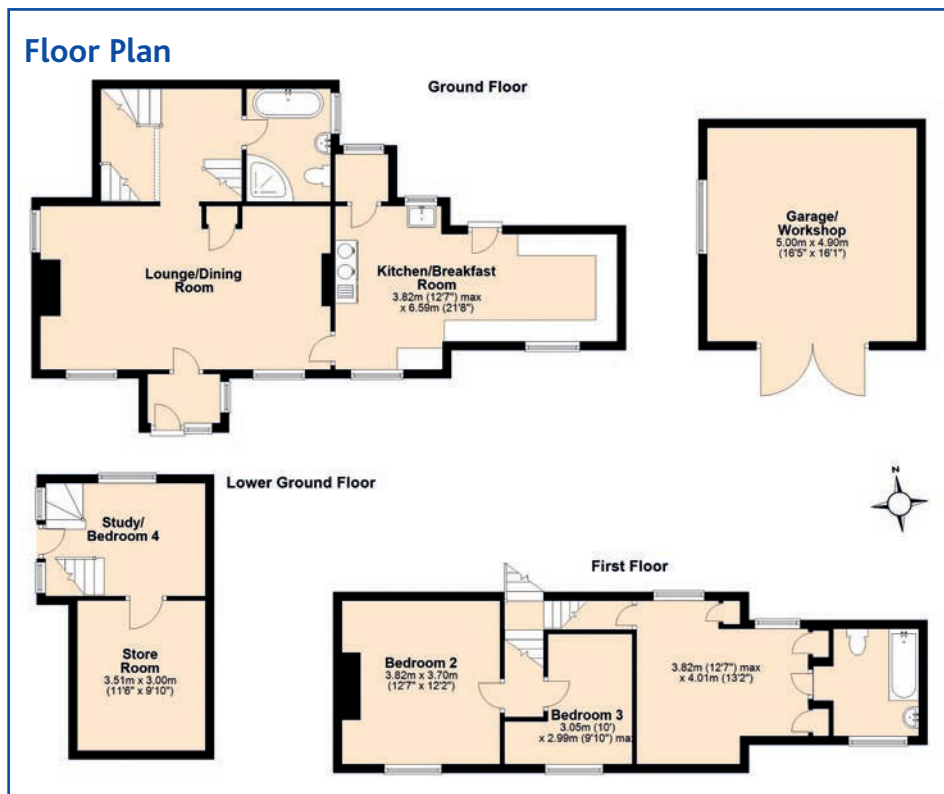 Floor Plan
Ground Floor
Lounge/Dining
Room
Kitchen/Breakfast
Room
3.82m (12'7") max
x 6.59m (21'8")
Garage/
Workshop
5.00m x 4.90m
(16'5" x 16'1")
Lower Ground Floor
Study/
Bedroom 4
Store
Room
3.51m x 3.00m
(11'6" x 9'10")
N
First Floor
Bedroom 2
3.82m x 3.70m
(12'7" x 12'2")
Bedroom 3
3.05m (10')
x 2.99m (9'10") max
3.82m (12'7") max
x 4.01m (13'2")